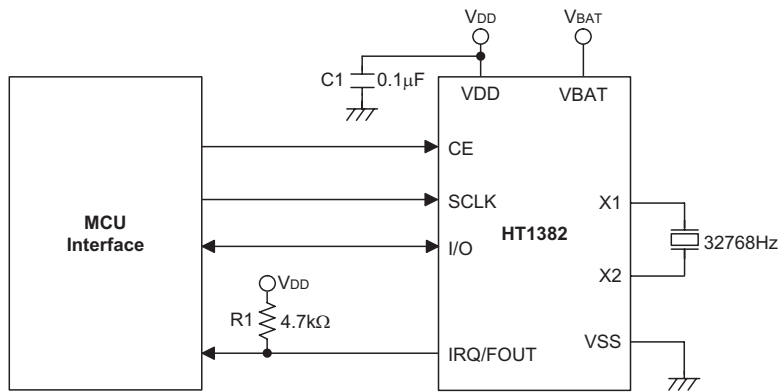 VDD
VBAT
C1
0.1μF
VDD
VBAT
CE
SCLK
X1
MCU
Interface
HT1382
32768Hz
I/O
X2
VDD
R1
4.7kΩ
IRQ/FOUT
VSS